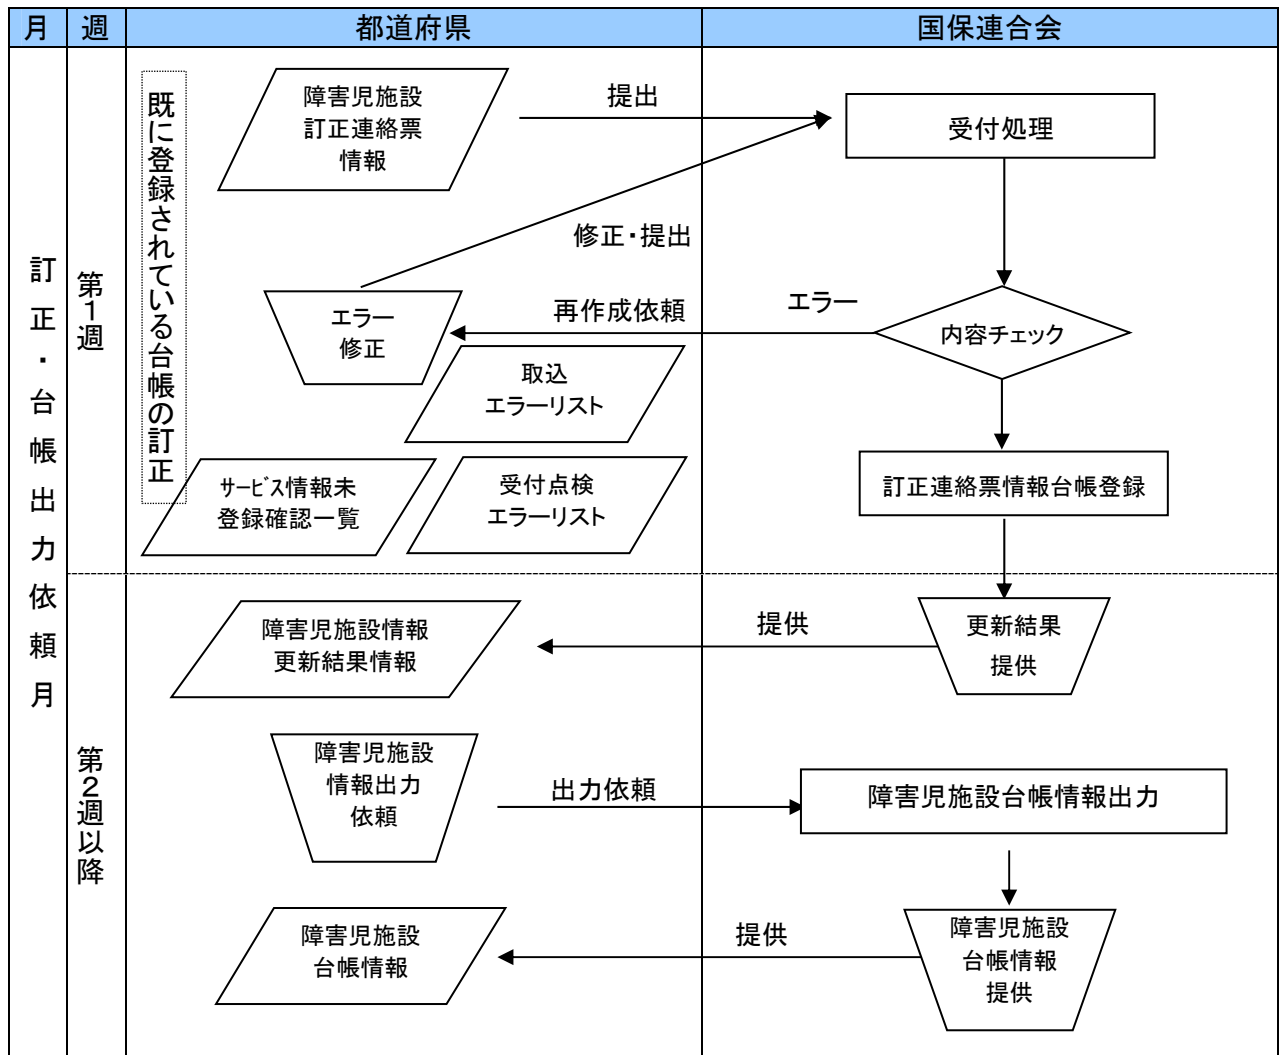 月
週
都道府県
国保連合会
訂正・台帳出力依頼月
第1週
既に登録されている台帳の訂正
障害児施設
訂正連絡票
情報
提出
受付処理
修正・提出
エラー
修正
再作成依頼
エラー
内容チェック
取込
エラーリスト
サービス情報未
登録確認一覧
受付点検
エラーリスト
訂正連絡票情報台帳登録
第2週以降
障害児施設情報
更新結果情報
提供
更新結果
提供
障害児施設
情報出力
依頼
出力依頼
障害児施設台帳情報出力
障害児施設
台帳情報
提供
障害児施設
台帳情報
提供